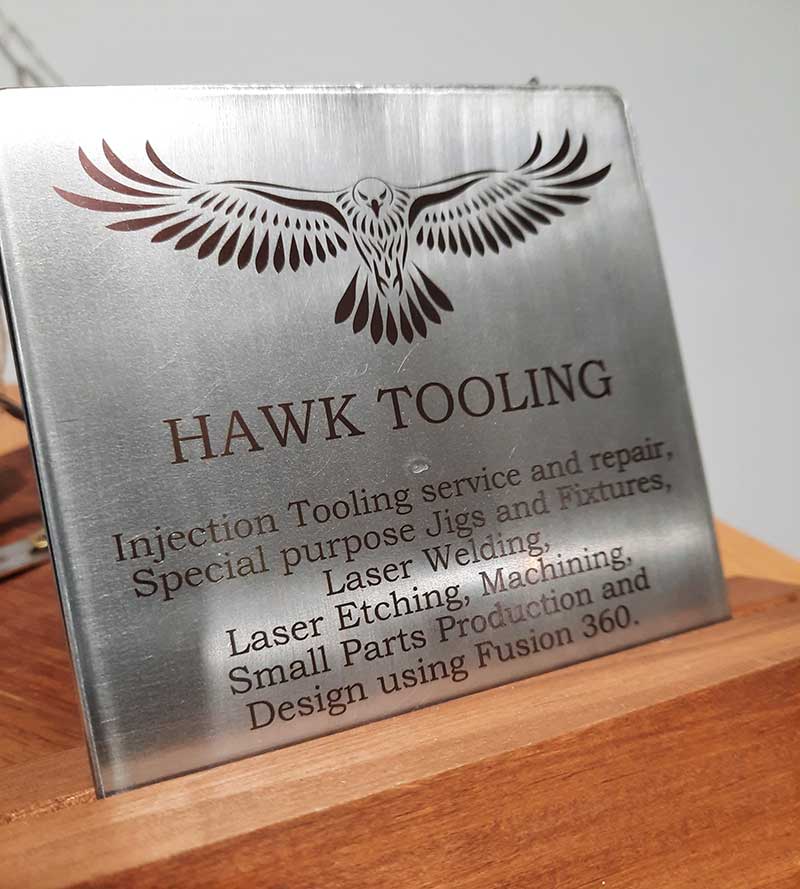 HAWK TOOLING
Injection Tooling service and repair,
Special purpose Jigs and Fixtures,
Laser Welding,
Laser Etching, Machining,
Small Parts Production and
Design using Fusion 360.